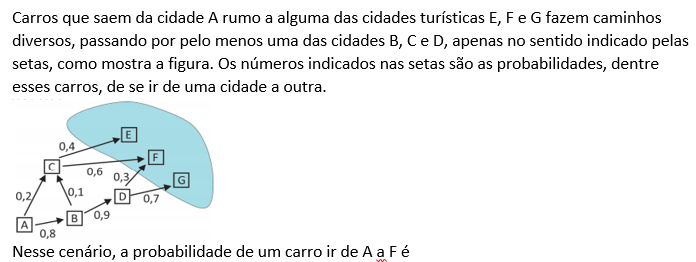 Carros que saem da cidade A rumo a alguma das cidades turísticas E, F e G fazem caminhos
diversos, passando por pelo menos uma das cidades B, C e D, apenas no sentido indicado pelas
setas, como mostra a figura. Os números indicados nas setas são as probabilidades, dentre
esses carros, de se ir de uma cidade a outra.
E
0,4
F
C
0,6
0,3
G
0,2
0,1
D
0,7
B
0,9
A
0,8
Nesse cenário, a probabilidade de um carro ir de A a F é